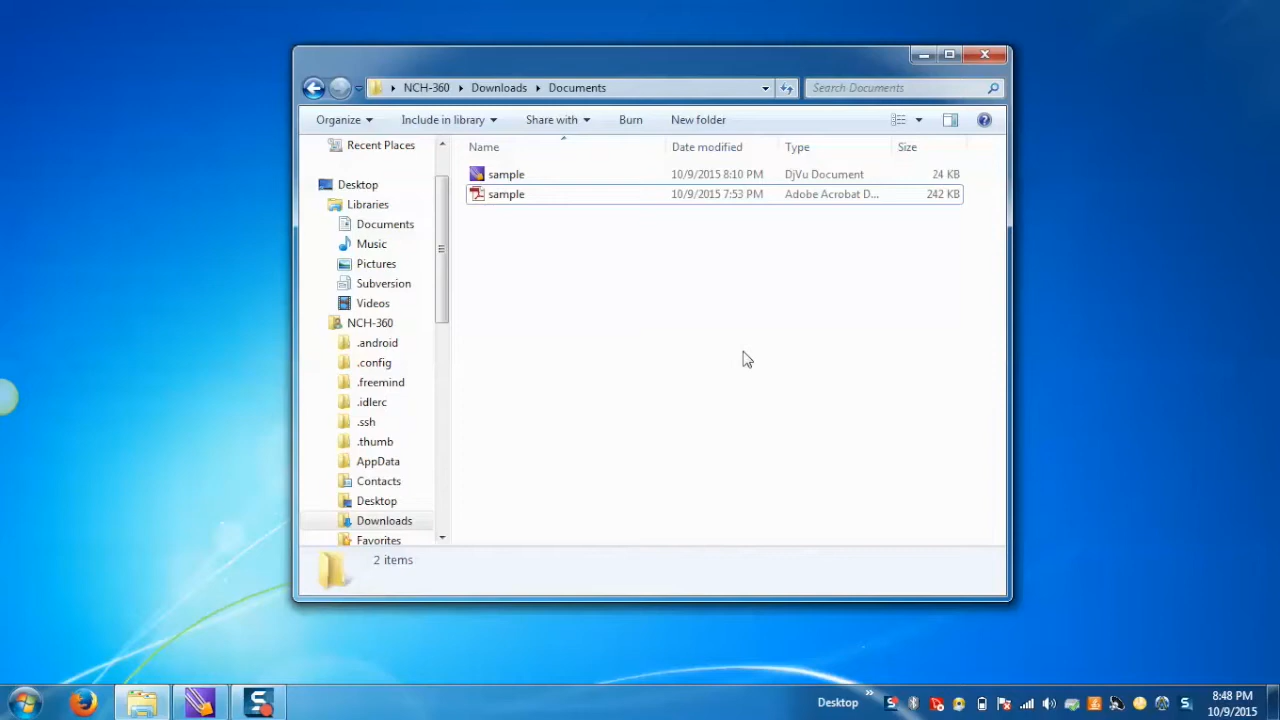 NCH-360 Downloads Documents
Search Documents
Organize Include in library Share with Burn New folder
Name Date modified Type Size
sample 10/9/2015 8:10 PM DjVu Document 24 KB
sample 10/9/2015 7:53 PM Adobe Acrobat D... 242 KB
Recent Places
Desktop
Libraries
Documents
Music
Pictures
Subversion
Videos
NCH-360
.android
.config
.freemind
.idlerc
.ssh
.thumb
AppData
Contacts
Desktop
Downloads
Favorites
2 items
Desktop
8:48 PM
10/9/2015